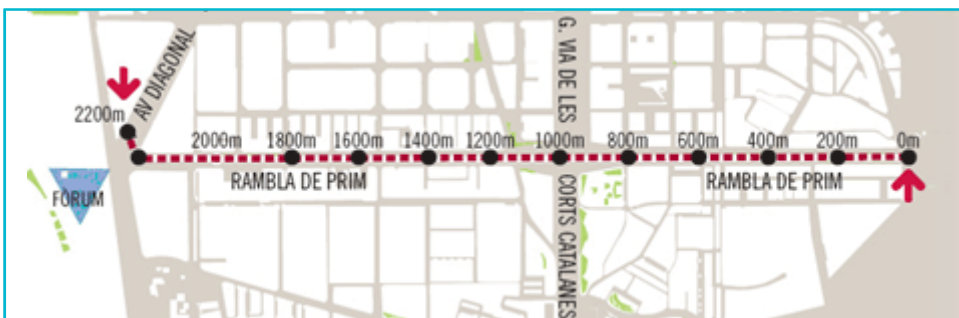 AV DIAGONAL
G. VIA DE LES
2200m
2000m
1800m
1600m
1400m
1200m
1000m
800m
600m
400m
200m
0m
RAMBLA DE PRIM
RAMBLA DE PRIM
FÒRUM
CORTS CATALANES